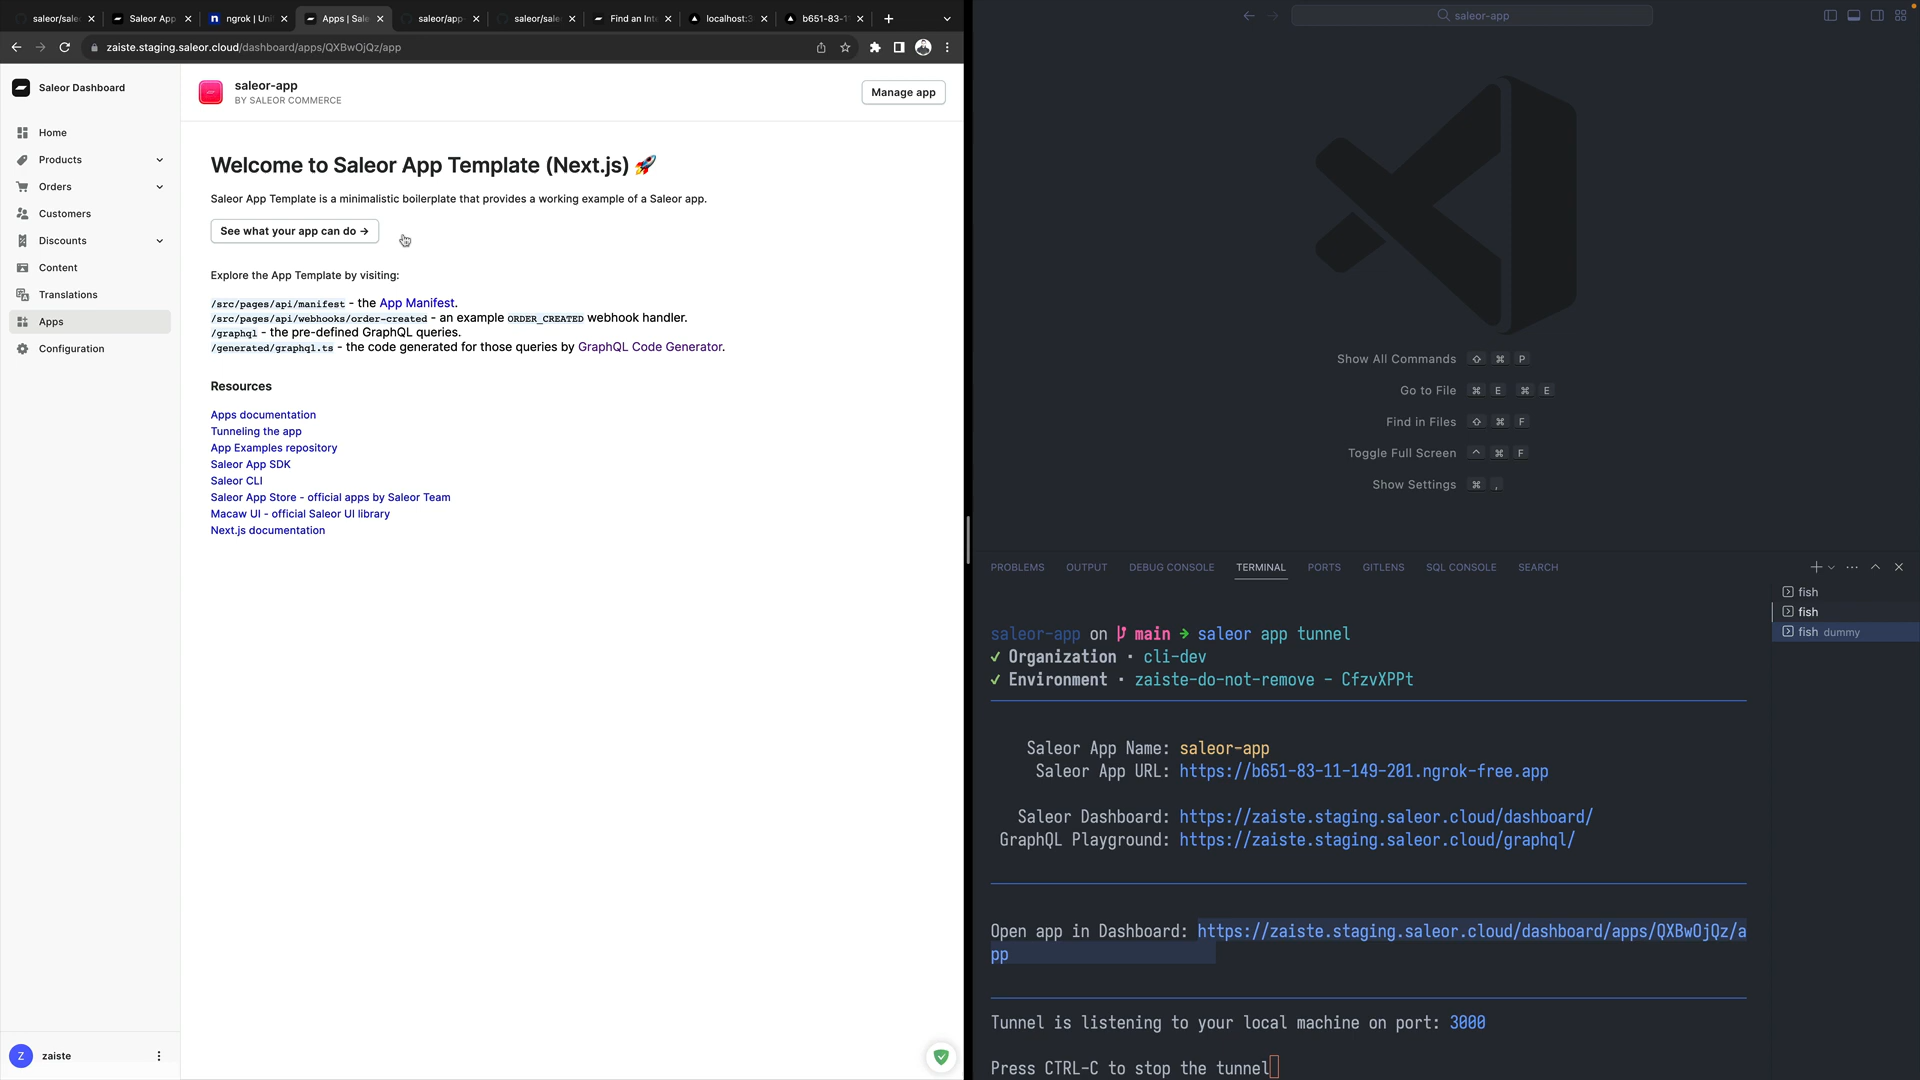 saleor/sale
Saleor App
ngrok | Uni
Apps | Sale
saleor/app-
saleor/sale
Find an Inte
localhost:3
b651-83-1
zaiste.staging.saleor.cloud/dashboard/apps/QXBwOjQz/app
Saleor Dashboard
Home
Products
Orders
Customers
Discounts
Content
Translations
Apps
Configuration
Z zaiste
saleor-app
BY SALEOR COMMERCE
Manage app
Welcome to Saleor App Template (Next.js) 🚀
Saleor App Template is a minimalistic boilerplate that provides a working example of a Saleor app.
See what your app can do →
Explore the App Template by visiting:
/src/pages/api/manifest - the App Manifest.
/src/pages/api/webhooks/order-created - an example ORDER_CREATED webhook handler.
/graphql - the pre-defined GraphQL queries.
/generated/graphql.ts - the code generated for those queries by GraphQL Code Generator.
Resources
Apps documentation
Tunneling the app
App Examples repository
Saleor App SDK
Saleor CLI
Saleor App Store - official apps by Saleor Team
Macaw UI - official Saleor UI library
Next.js documentation
saleor-app
Show All Commands ⇧ ⌘ P
Go to File ⌘ E ⌘ E
Find in Files ⇧ ⌘ F
Toggle Full Screen ^ ⌘ F
Show Settings ⌘ ,
PROBLEMS OUTPUT DEBUG CONSOLE TERMINAL PORTS GITLENS SQL CONSOLE SEARCH
fish
fish
fish dummy
saleor-app on main → saleor app tunnel
✓ Organization · cli-dev
✓ Environment · zaiste-do-not-remove - CfzvXPPt
Saleor App Name: saleor-app
Saleor App URL: https://b651-83-11-149-201.ngrok-free.app
Saleor Dashboard: https://zaiste.staging.saleor.cloud/dashboard/
GraphQL Playground: https://zaiste.staging.saleor.cloud/graphql/
Open app in Dashboard: https://zaiste.staging.saleor.cloud/dashboard/apps/QXBwOjQz/a
pp
Tunnel is listening to your local machine on port: 3000
Press CTRL-C to stop the tunnel